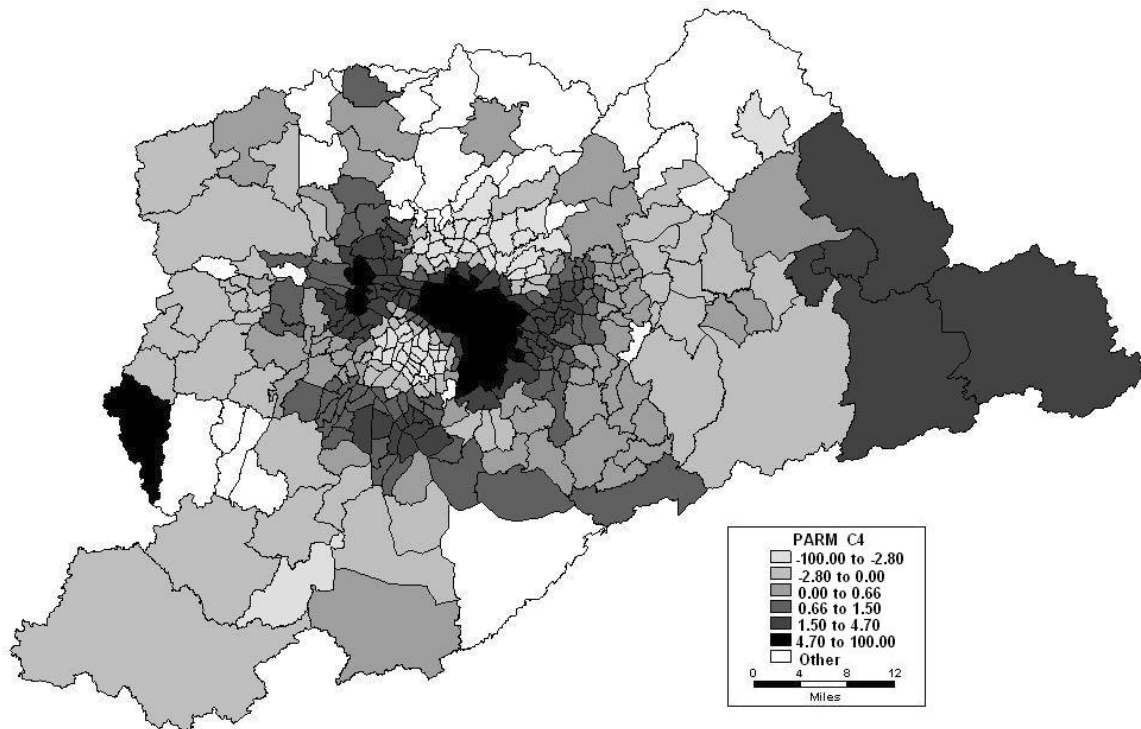 PARM C4
-100.00 to -2.80
-2.80 to 0.00
0.00 to 0.66
0.66 to 1.50
1.50 to 4.70
4.70 to 100.00
Other
0 4 8 12
Miles